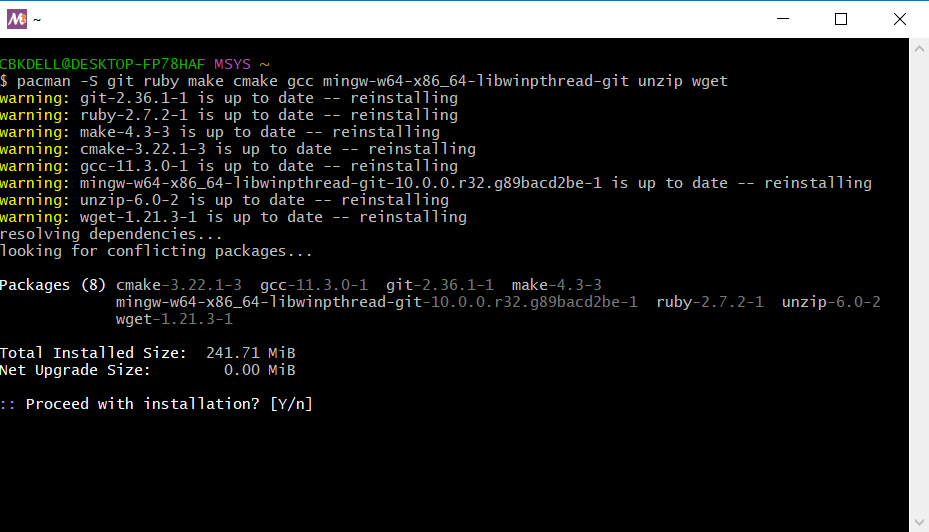 ~
CBKDELL@DESKTOP-FP78HAF MSYS ~
$ pacman -S git ruby make cmake gcc mingw-w64-x86_64-libwinpthread-git unzip wget
warning: git-2.36.1-1 is up to date -- reinstalling
warning: ruby-2.7.2-1 is up to date -- reinstalling
warning: make-4.3-3 is up to date -- reinstalling
warning: cmake-3.22.1-3 is up to date -- reinstalling
warning: gcc-11.3.0-1 is up to date -- reinstalling
warning: mingw-w64-x86_64-libwinpthread-git-10.0.0.r32.g89bacd2be-1 is up to date -- reinstalling
warning: unzip-6.0-2 is up to date -- reinstalling
warning: wget-1.21.3-1 is up to date -- reinstalling
resolving dependencies...
looking for conflicting packages...
Packages (8) cmake-3.22.1-3  gcc-11.3.0-1  git-2.36.1-1  make-4.3-3
mingw-w64-x86_64-libwinpthread-git-10.0.0.r32.g89bacd2be-1  ruby-2.7.2-1  unzip-6.0-2
wget-1.21.3-1
Total Installed Size:  241.71 MiB
Net Upgrade Size:        0.00 MiB
:: Proceed with installation? [Y/n]